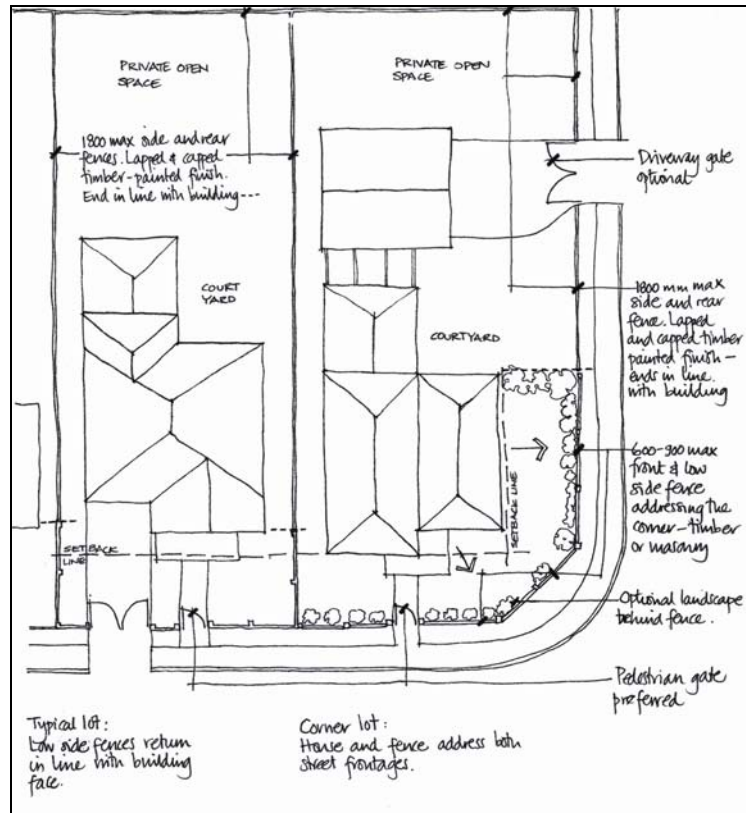 PRIVATE OPEN
SPACE
PRIVATE OPEN
SPACE
1800 max side and rear
fences. Lapped & capped
timber-painted finish.
End in line with building---
Driveway gate
optional
COURT
YARD
COURTYARD
1800 mm max
side and rear
fence. Lapped
and capped timber
painted finish -
ends in line
with building
600-900 max
front & low
side fence
addressing the
corner - timber
or masonry
SETBACK LINE
SETBACK
LINE
Optional landscape
behind fence.
Pedestrian gate
preferred
Typical lot:
Low side fences return
in line with building
face.
Corner lot:
House and fence address both
street frontages.